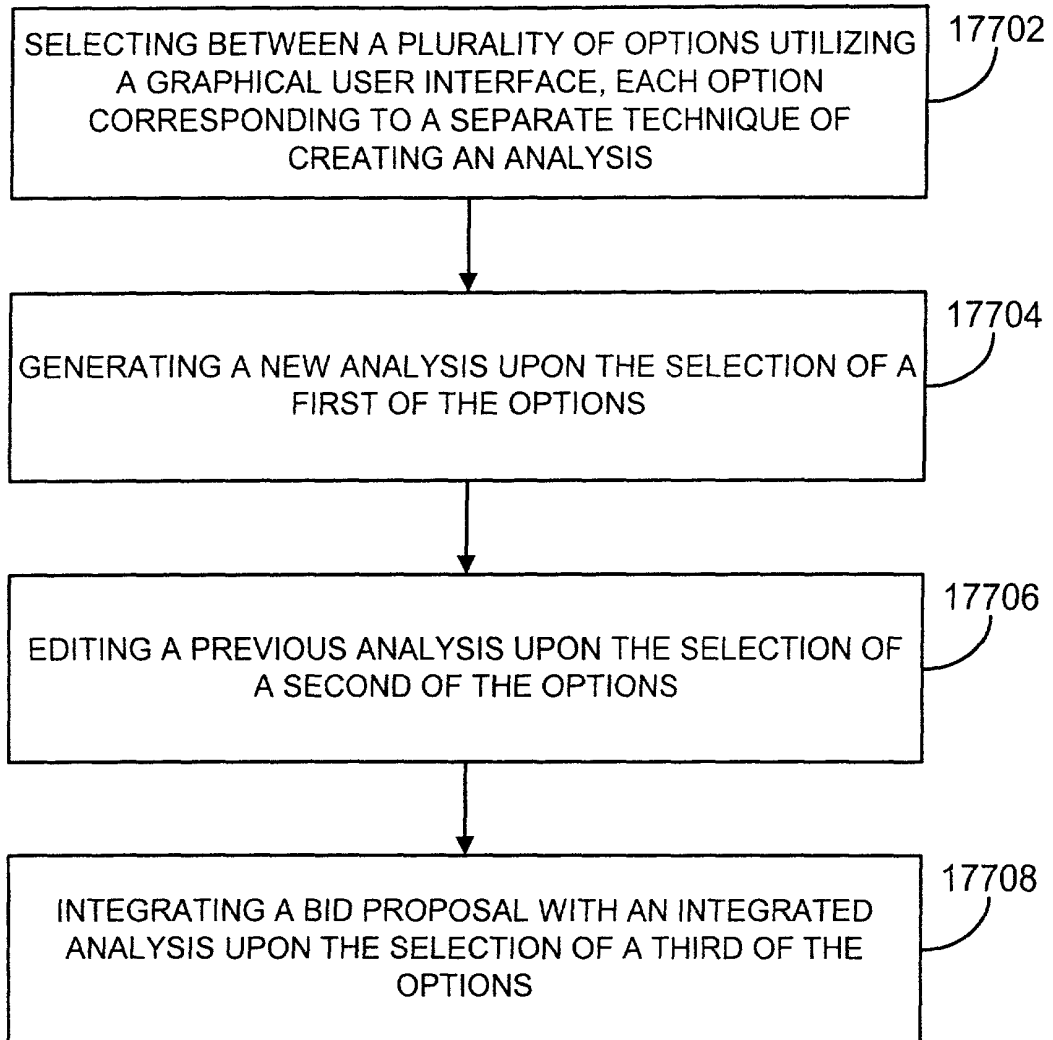 SELECTING BETWEEN A PLURALITY OF OPTIONS UTILIZING
A GRAPHICAL USER INTERFACE, EACH OPTION
CORRESPONDING TO A SEPARATE TECHNIQUE OF
CREATING AN ANALYSIS
17702
GENERATING A NEW ANALYSIS UPON THE SELECTION OF A
FIRST OF THE OPTIONS
17704
EDITING A PREVIOUS ANALYSIS UPON THE SELECTION OF
A SECOND OF THE OPTIONS
17706
INTEGRATING A BID PROPOSAL WITH AN INTEGRATED
ANALYSIS UPON THE SELECTION OF A THIRD OF THE
OPTIONS
17708